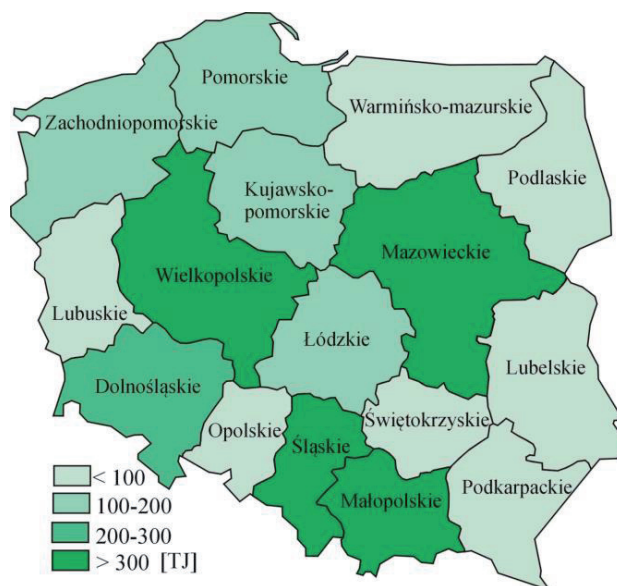 Pomorskie
Warmińsko-mazurskie
Zachodniopomorskie
Podlaskie
Kujawsko-
pomorskie
Mazowieckie
Wielkopolskie
Lubuskie
Łódzkie
Lubelskie
Dolnośląskie
Opolskie
Świętokrzyskie
Śląskie
Podkarpackie
Małopolskie
< 100
100-200
200-300
> 300 [TJ]